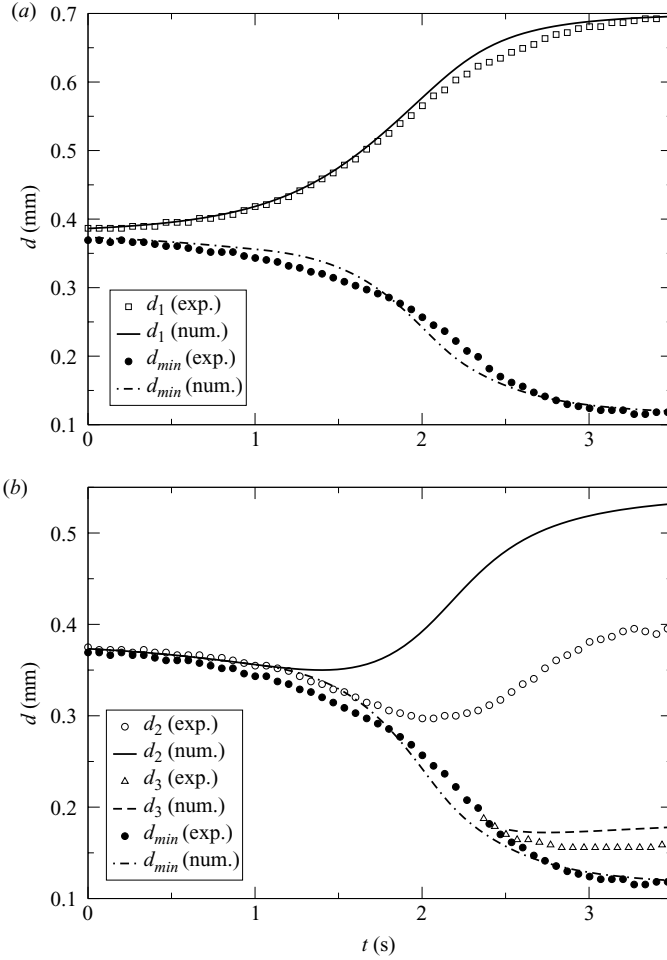 (a)
0.7
0.6
0.5
0.4
0.3
0.2
0.1
d (mm)
d1 (exp.)
d1 (num.)
dmin (exp.)
dmin (num.)
0
1
2
3
(b)
0.5
0.4
0.3
0.2
0.1
d (mm)
d2 (exp.)
d2 (num.)
d3 (exp.)
d3 (num.)
dmin (exp.)
dmin (num.)
0
1
2
3
t (s)